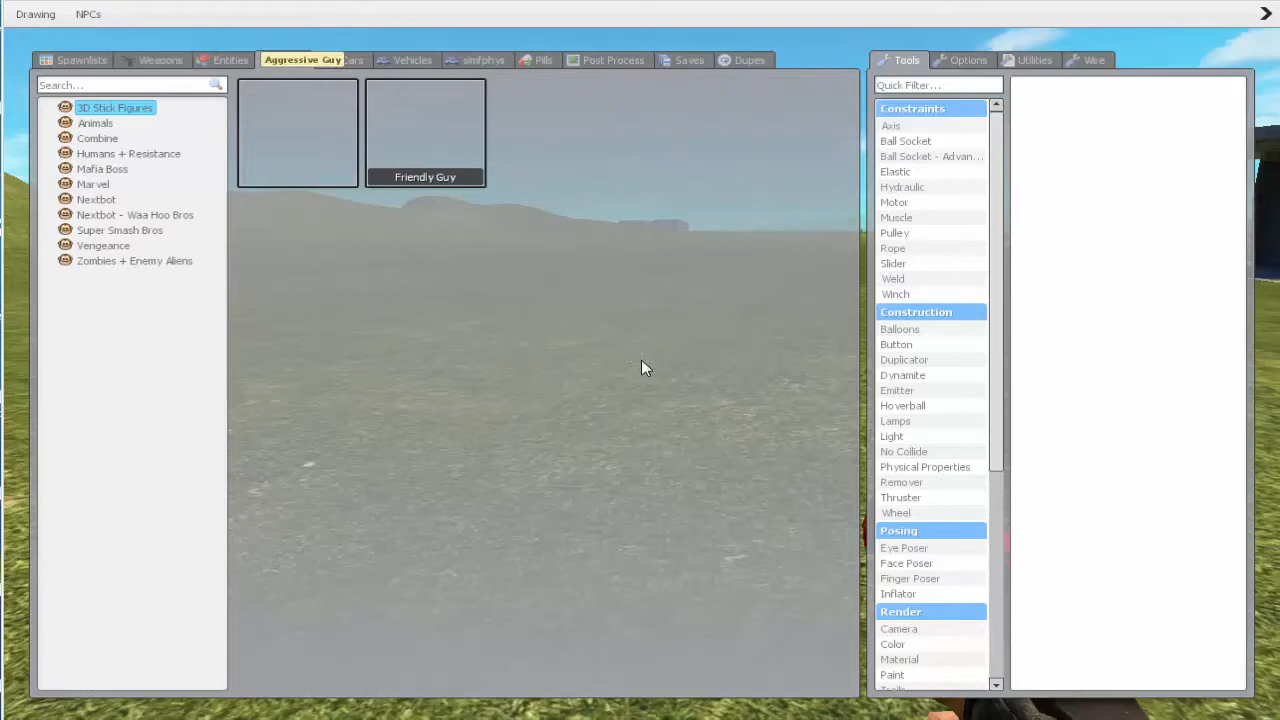 Drawing NPCs
Spawnlists Weapons Entities Aggressive Guy ars Vehicles simfphys Pills Post Process Saves Dupes
Search...
3D Stick Figures
Animals
Combine
Humans + Resistance
Mafia Boss
Marvel
Nextbot
Nextbot - Waa Hoo Bros
Super Smash Bros
Vengeance
Zombies + Enemy Aliens
Friendly Guy
Tools Options Utilities Wire
Quick Filter...
Constraints
Axis
Ball Socket
Ball Socket - Advan...
Elastic
Hydraulic
Motor
Muscle
Pulley
Rope
Slider
Weld
Winch
Construction
Balloons
Button
Duplicator
Dynamite
Emitter
Hoverball
Lamps
Light
No Collide
Physical Properties
Remover
Thruster
Wheel
Posing
Eye Poser
Face Poser
Finger Poser
Inflator
Render
Camera
Color
Material
Paint